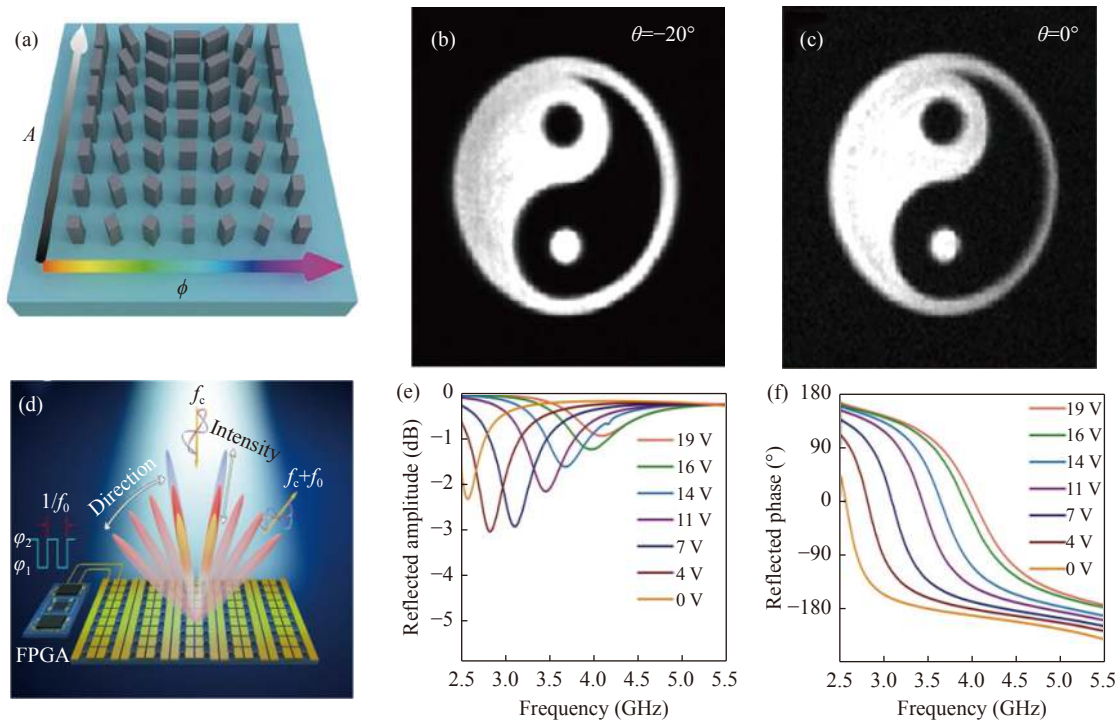 (a)
A
ϕ
(b)
θ=−20°
(c)
θ=0°
(d)
f_c
Intensity
Direction
f_c+f_0
1/f_0
φ_2
φ_1
FPGA
(e)
0
−1
−2
−3
−4
−5
Reflected amplitude (dB)
19 V
16 V
14 V
11 V
7 V
4 V
0 V
2.5 3.0 3.5 4.0 4.5 5.0 5.5
Frequency (GHz)
(f)
180
90
0
−90
−180
Reflected phase (°)
19 V
16 V
14 V
11 V
7 V
4 V
0 V
2.5 3.0 3.5 4.0 4.5 5.0 5.5
Frequency (GHz)